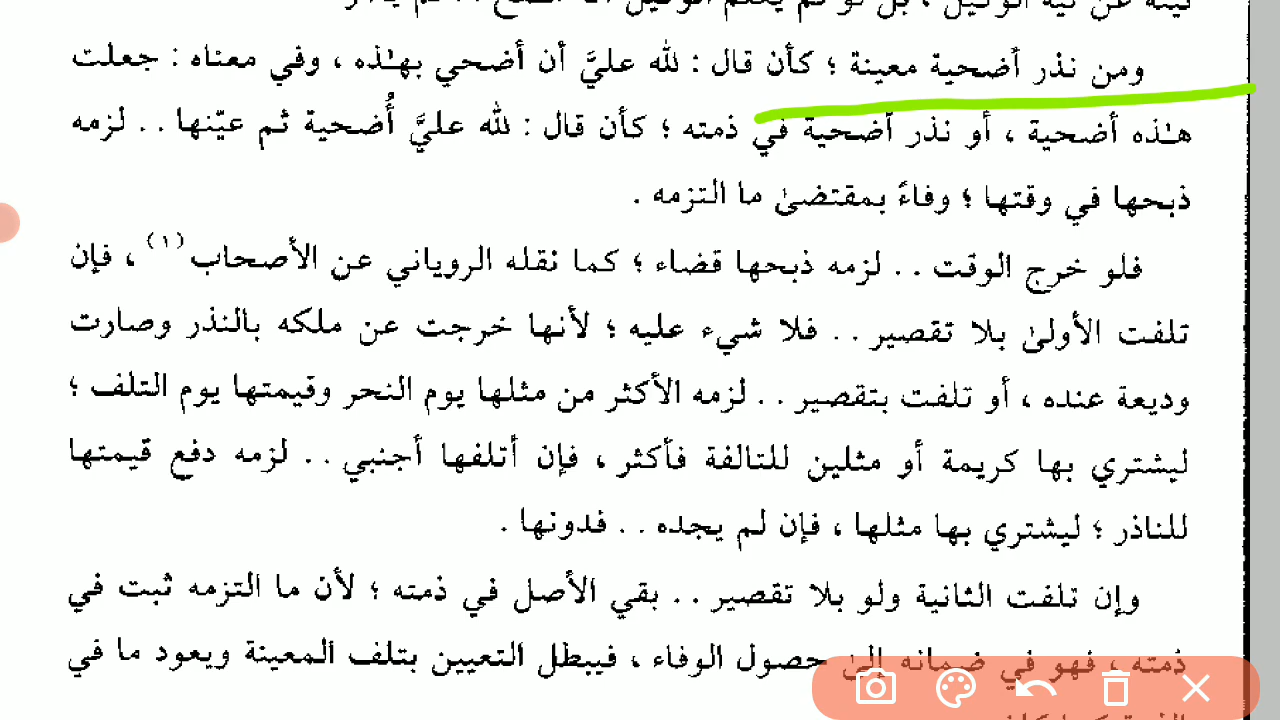 ومن نذر أضحية معينة ؛ كأن قال : لله عليَّ أن أضحي بهـٰذه ، وفي معناه : جعلت
هـٰذه أضحية ، أو نذر أضحية في ذمته ؛ كأن قال : لله عليَّ أُضحية ثم عيّنها . . لزمه
ذبحها في وقتها ؛ وفاءً بمقتضىٰ ما التزمه .
فلو خرج الوقت . . لزمه ذبحها قضاء ؛ كما نقله الروياني عن الأصحاب(١) ، فإن
تلفت الأولىٰ بلا تقصير . . فلا شيء عليه ؛ لأنها خرجت عن ملكه بالنذر وصارت
وديعة عنده ، أو تلفت بتقصير . . لزمه الأكثر من مثلها يوم النحر وقيمتها يوم التلف ؛
ليشتري بها كريمة أو مثلين للتالفة فأكثر ، فإن أتلفها أجنبي . . لزمه دفع قيمتها
للناذر ؛ ليشتري بها مثلها ، فإن لم يجده . . فدونها .
وإن تلفت الثانية ولو بلا تقصير . . بقي الأصل في ذمته ؛ لأن ما التزمه ثبت في
ذمته ، فهو في ضمانه إلىٰ حصول الوفاء ، فيبطل التعيين بتلف المعينة ويعود ما في